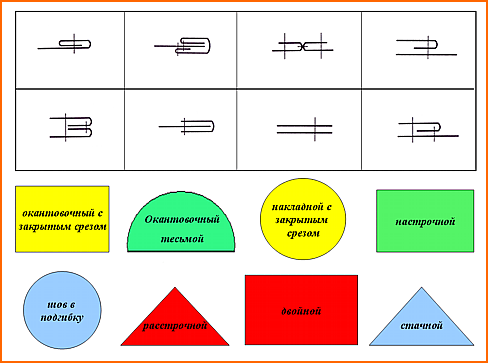 окантовочный с
закрытым срезом
Окантовочный
тесьмой
накладной с
закрытым
срезом
настрочной
шов в
подгибку
расстрочной
двойной
стачной